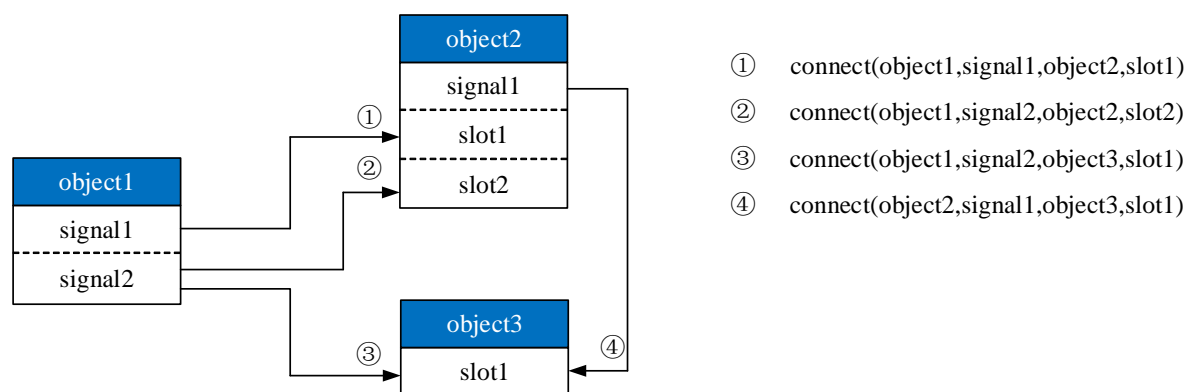 object2
signal1
slot1
slot2
①
②
object1
signal1
signal2
object3
slot1
③
④
① connect(object1,signal1,object2,slot1)
② connect(object1,signal2,object2,slot2)
③ connect(object1,signal2,object3,slot1)
④ connect(object2,signal1,object3,slot1)